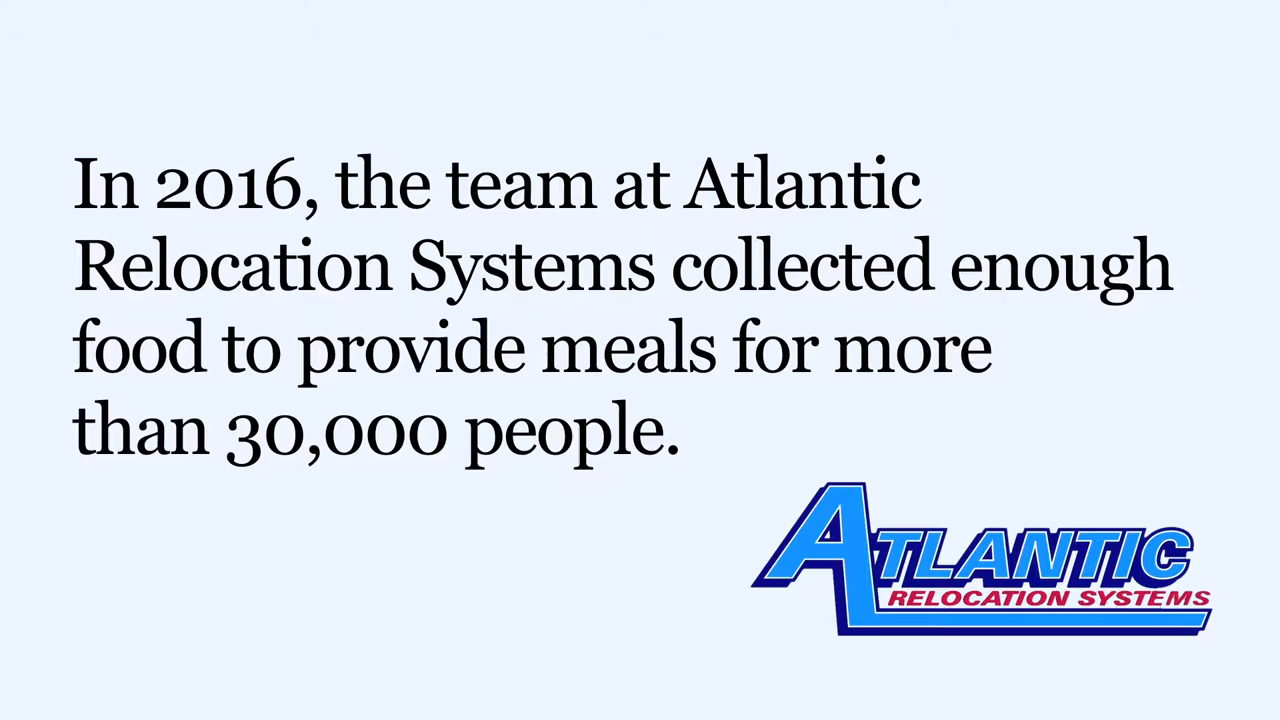 In 2016, the team at Atlantic
Relocation Systems collected enough
food to provide meals for more
than 30,000 people.
ATLANTIC
RELOCATION SYSTEMS